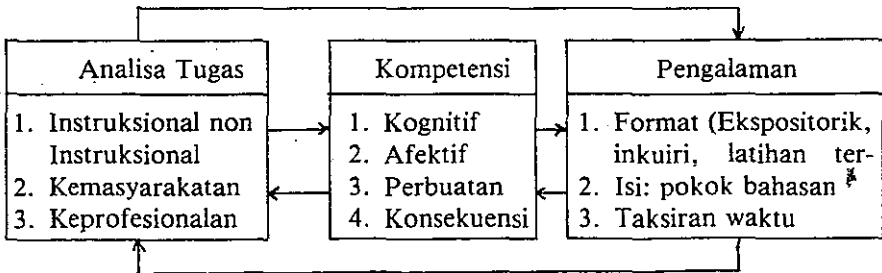 Analisa Tugas
1. Instruksional non
Instruksional
2. Kemasyarakatan
3. Keprofesionalan
Kompetensi
1. Kognitif
2. Afektif
3. Perbuatan
4. Konsekuensi
Pengalaman
1. Format (Ekspositorik,
inkuiri, latihan ter-
2. Isi: pokok bahasan
3. Taksiran waktu